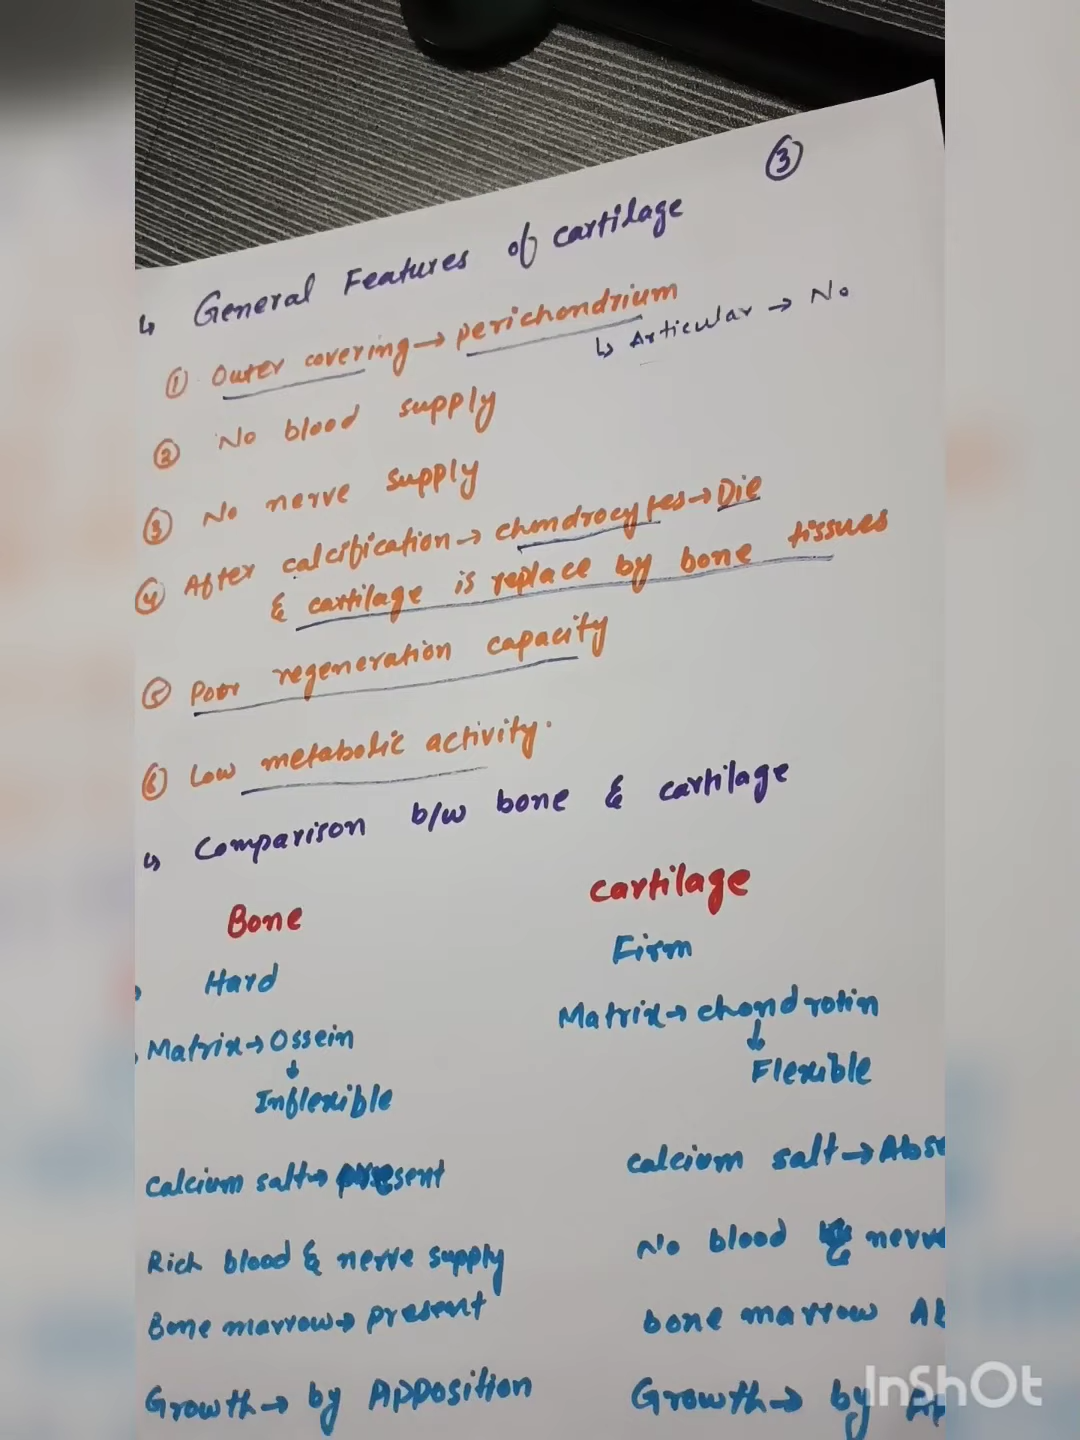 ③
↳ General Features of cartilage
① Outer covering → perichondrium
↳ Articular → No
② No blood supply
③ No nerve supply
④ After calcification → chondrocytes → Die
& cartilage is replace by bone tissues
⑤ Poor regeneration capacity
⑥ Low metabolic activity.
↳ Comparison b/w bone & cartilage
Bone cartilage
Hard Firm
Matrix → Ossein Matrix → chondrotin
↓ ↓
Inflexible Flexible
calcium salt → present calcium salt →
Rich blood & nerve supply No blood & nerve
Bone marrow → present bone marrow
Growth → by Apposition Growth → by
InShOt